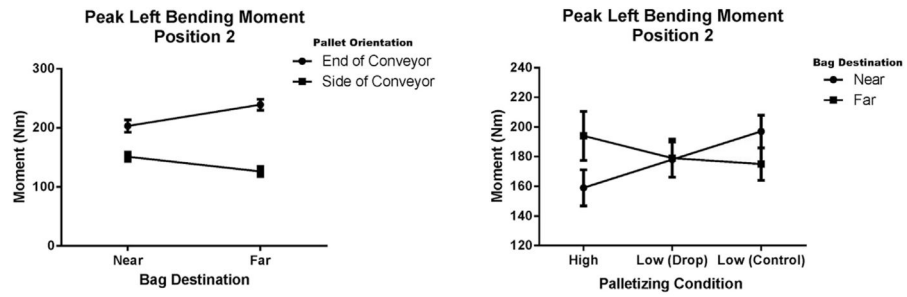 Peak Left Bending Moment
Position 2
Pallet Orientation
End of Conveyor
Side of Conveyor
300
200
100
0
Moment (Nm)
Near
Far
Bag Destination
Peak Left Bending Moment
Position 2
Bag Destination
Near
Far
240
220
200
180
160
140
120
Moment (Nm)
High
Low (Drop)
Low (Control)
Palletizing Condition